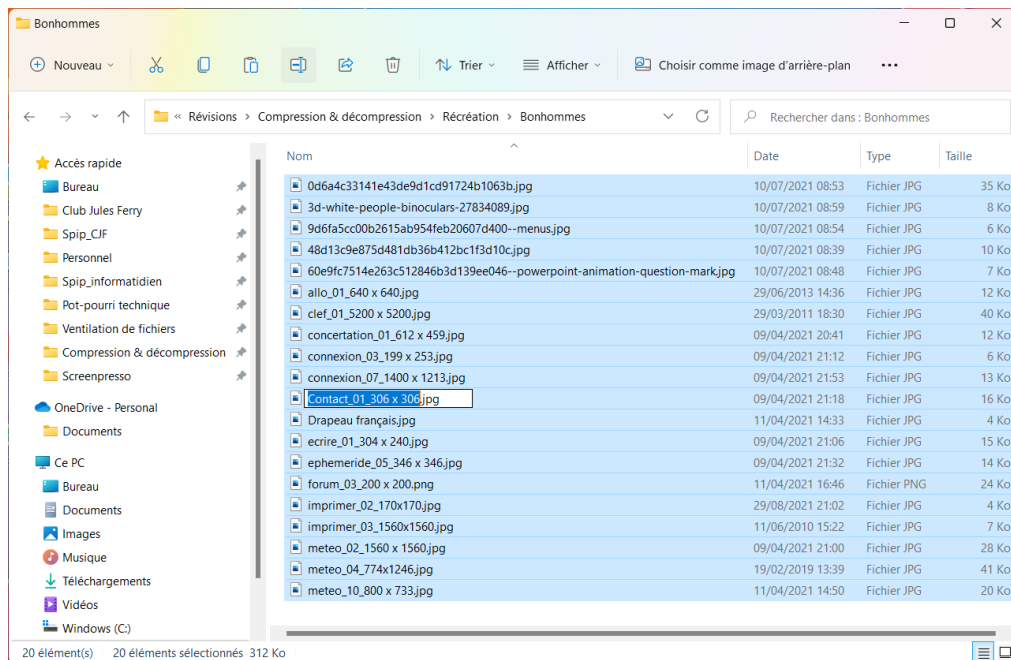 Bonhommes
Nouveau Trier Afficher Choisir comme image d'arrière-plan ...
« Révisions > Compression & décompression > Récréation > Bonhommes Rechercher dans : Bonhommes
Accès rapide
Bureau
Club Jules Ferry
Spip_CJF
Personnel
Spip_informatidien
Pot-pourri technique
Ventilation de fichiers
Compression & décompression
Screenpresso
OneDrive - Personal
Documents
Ce PC
Bureau
Documents
Images
Musique
Téléchargements
Vidéos
Windows (C:)
Nom Date Type Taille
0d6a4c33141e43de9d1cd91724b1063b.jpg 10/07/2021 08:53 Fichier JPG 35 Ko
3d-white-people-binoculars-27834089.jpg 10/07/2021 08:59 Fichier JPG 8 Ko
9d6fa5cc00b2615ab954feb20607d400--menus.jpg 10/07/2021 08:54 Fichier JPG 6 Ko
48d13c9e875d481db36b412bc1f3d10c.jpg 10/07/2021 08:39 Fichier JPG 10 Ko
60e9fc7514e263c512846b3d139ee046--powerpoint-animation-question-mark.jpg 10/07/2021 08:48 Fichier JPG 7 Ko
allo_01_640 x 640.jpg 29/06/2013 14:36 Fichier JPG 12 Ko
clef_01_5200 x 5200.jpg 29/03/2011 18:30 Fichier JPG 40 Ko
concertation_01_612 x 459.jpg 09/04/2021 20:41 Fichier JPG 12 Ko
connexion_03_199 x 253.jpg 09/04/2021 21:12 Fichier JPG 6 Ko
connexion_07_1400 x 1213.jpg 09/04/2021 21:53 Fichier JPG 13 Ko
Contact_01_306 x 306.jpg 09/04/2021 21:18 Fichier JPG 16 Ko
Drapeau français.jpg 11/04/2021 14:33 Fichier JPG 4 Ko
ecrire_01_304 x 240.jpg 09/04/2021 21:06 Fichier JPG 15 Ko
ephemeride_05_346 x 346.jpg 09/04/2021 21:32 Fichier JPG 14 Ko
forum_03_200 x 200.png 11/04/2021 16:46 Fichier PNG 24 Ko
imprimer_02_170x170.jpg 29/08/2021 21:02 Fichier JPG 4 Ko
imprimer_03_1560x1560.jpg 11/06/2010 15:22 Fichier JPG 7 Ko
meteo_02_1560 x 1560.jpg 09/04/2021 21:00 Fichier JPG 28 Ko
meteo_04_774x1246.jpg 19/02/2019 13:39 Fichier JPG 41 Ko
meteo_10_800 x 733.jpg 11/04/2021 14:50 Fichier JPG 20 Ko
20 élément(s) 20 éléments sélectionnés 312 Ko